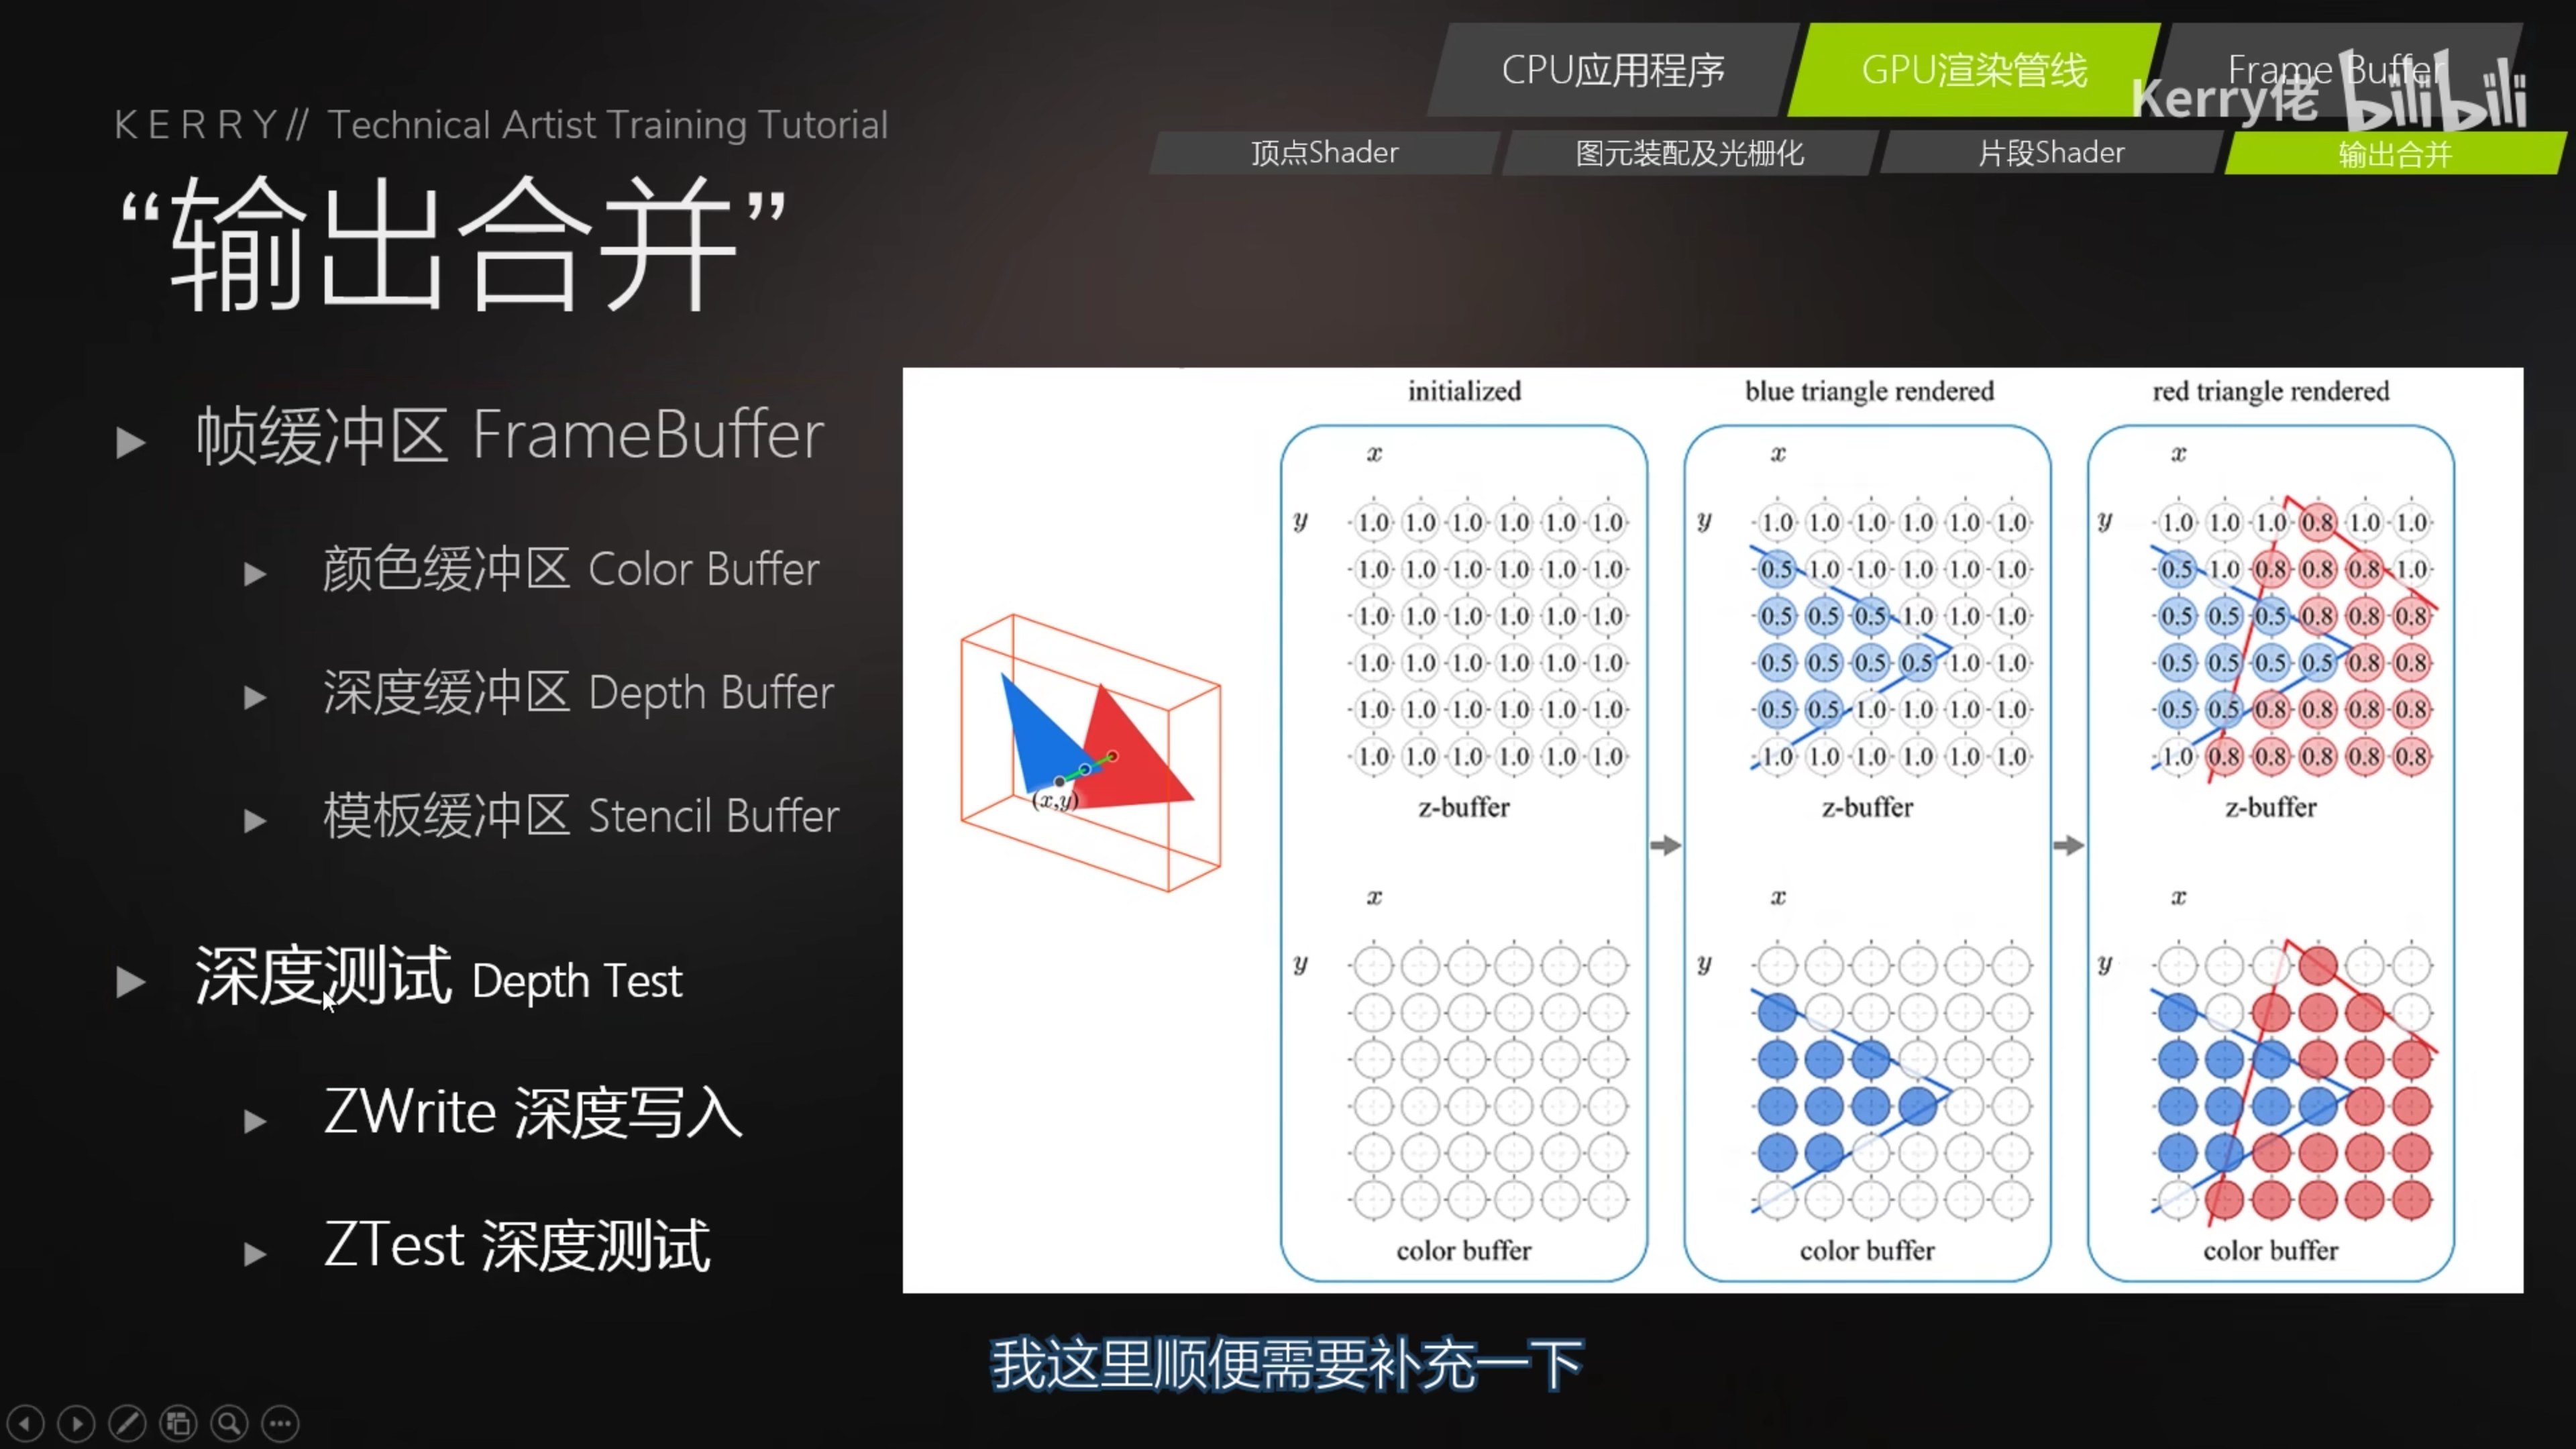 CPU应用程序
GPU渲染管线
Frame Buffer
Kerry佬 bilibili
顶点Shader
图元装配及光栅化
片段Shader
输出合并
KERRY// Technical Artist Training Tutorial
“输出合并”
帧缓冲区 FrameBuffer
颜色缓冲区 Color Buffer
深度缓冲区 Depth Buffer
模板缓冲区 Stencil Buffer
深度测试 Depth Test
ZWrite 深度写入
ZTest 深度测试
(x,y)
initialized
x
y
1.0 1.0 1.0 1.0 1.0 1.0
1.0 1.0 1.0 1.0 1.0 1.0
1.0 1.0 1.0 1.0 1.0 1.0
1.0 1.0 1.0 1.0 1.0 1.0
1.0 1.0 1.0 1.0 1.0 1.0
1.0 1.0 1.0 1.0 1.0 1.0
z-buffer
x
y
color buffer
blue triangle rendered
x
y
1.0 1.0 1.0 1.0 1.0 1.0
0.5 1.0 1.0 1.0 1.0 1.0
0.5 0.5 0.5 1.0 1.0 1.0
0.5 0.5 0.5 0.5 1.0 1.0
0.5 0.5 1.0 1.0 1.0 1.0
1.0 1.0 1.0 1.0 1.0 1.0
z-buffer
x
y
color buffer
red triangle rendered
x
y
1.0 1.0 1.0 0.8 1.0 1.0
0.5 1.0 0.8 0.8 0.8 1.0
0.5 0.5 0.5 0.8 0.8 0.8
0.5 0.5 0.5 0.5 0.8 0.8
0.5 0.5 0.8 0.8 0.8 0.8
1.0 0.8 0.8 0.8 0.8 0.8
z-buffer
x
y
color buffer
我这里顺便需要补充一下